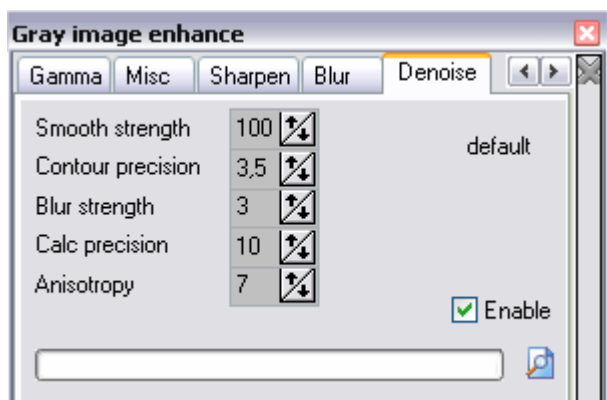 Gray image enhance
Gamma Misc Sharpen Blur Denoise
Smooth strength 100
default
Contour precision 3,5
Blur strength 3
Calc precision 10
Anisotropy 7
Enable